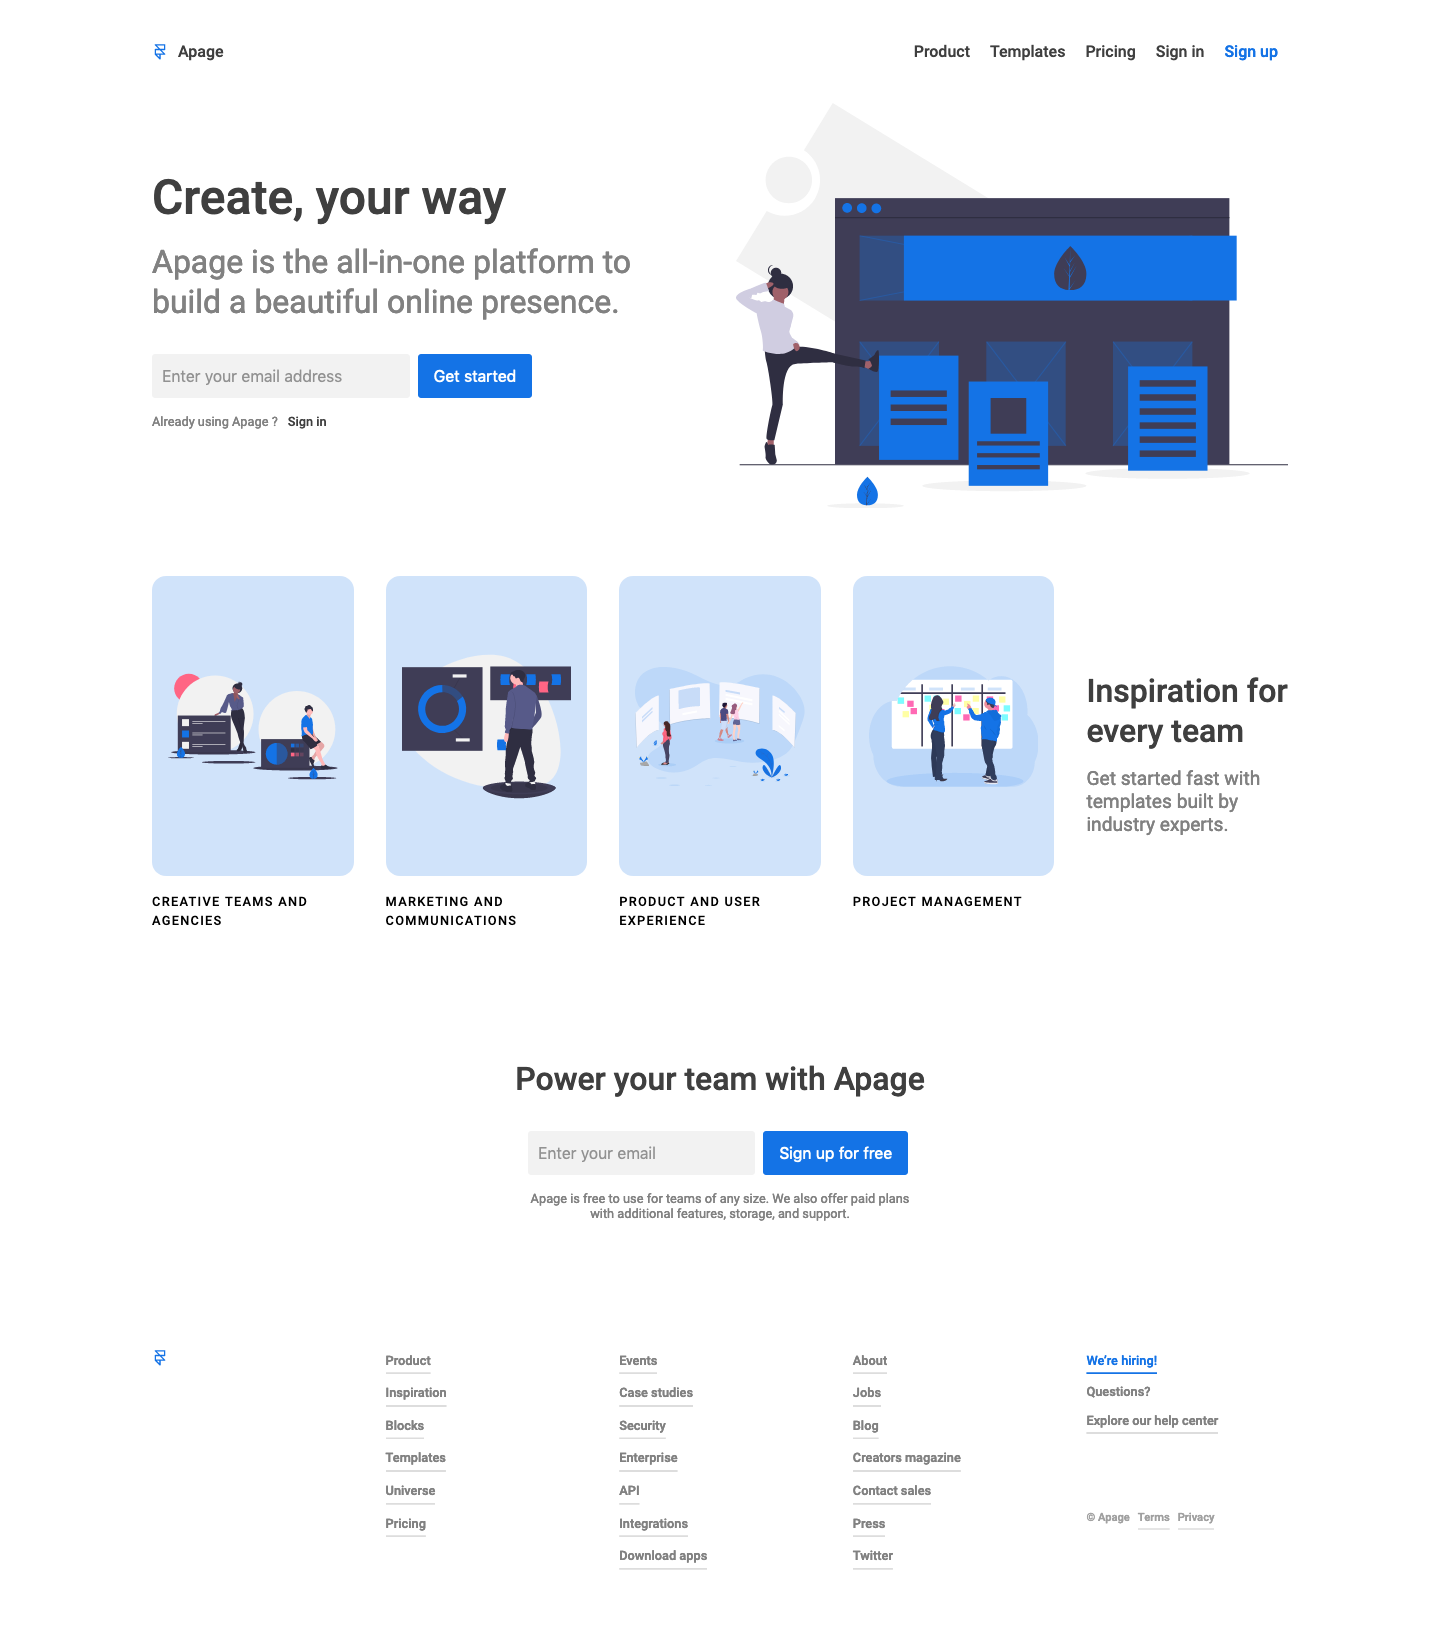 Apage
Product Templates Pricing Sign in Sign up
Create, your way
Apage is the all-in-one platform to
build a beautiful online presence.
Enter your email address
Get started
Already using Apage ? Sign in
CREATIVE TEAMS AND
AGENCIES
MARKETING AND
COMMUNICATIONS
PRODUCT AND USER
EXPERIENCE
PROJECT MANAGEMENT
Inspiration for
every team
Get started fast with
templates built by
industry experts.
Power your team with Apage
Enter your email
Sign up for free
Apage is free to use for teams of any size. We also offer paid plans
with additional features, storage, and support.
Product
Inspiration
Blocks
Templates
Universe
Pricing
Events
Case studies
Security
Enterprise
API
Integrations
Download apps
About
Jobs
Blog
Creators magazine
Contact sales
Press
Twitter
We're hiring!
Questions?
Explore our help center
© Apage Terms Privacy